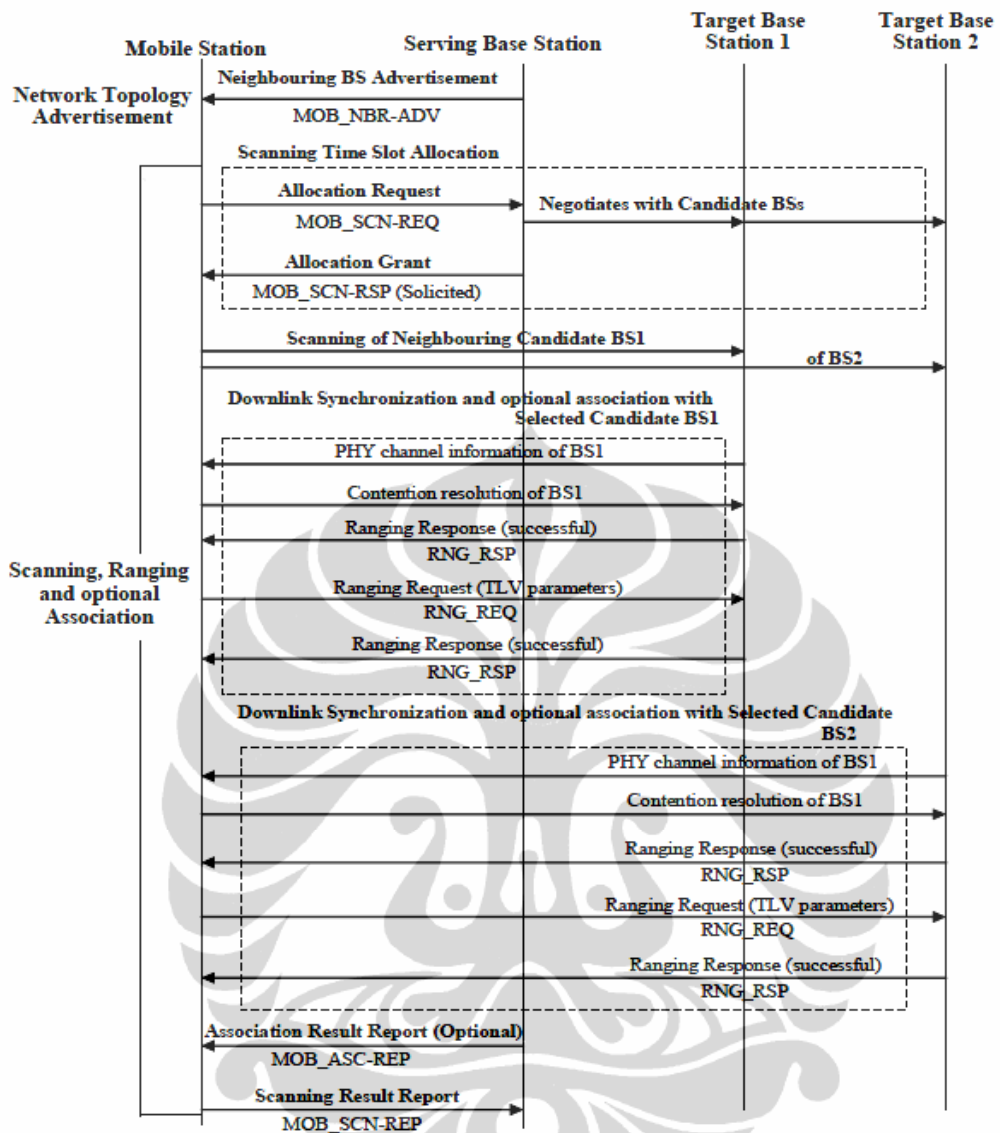 Mobile Station
Serving Base Station
Target Base
Station 1
Target Base
Station 2
Network Topology
Advertisement
Neighbouring BS Advertisement
MOB_NBR-ADV
Scanning Time Slot Allocation
Allocation Request
MOB_SCN-REQ
Negotiates with Candidate BSs
Allocation Grant
MOB_SCN-RSP (Solicited)
Scanning of Neighbouring Candidate BS1
of BS2
Downlink Synchronization and optional association with
Selected Candidate BS1
PHY channel information of BS1
Contention resolution of BS1
Ranging Response (successful)
RNG_RSP
Ranging Request (TLV parameters)
RNG_REQ
Ranging Response (successful)
RNG_RSP
Scanning, Ranging
and optional
Association
Downlink Synchronization and optional association with Selected Candidate
BS2
PHY channel information of BS1
Contention resolution of BS1
Ranging Response (successful)
RNG_RSP
Ranging Request (TLV parameters)
RNG_REQ
Ranging Response (successful)
RNG_RSP
Association Result Report (Optional)
MOB_ASC-REP
Scanning Result Report
MOB_SCN-REP